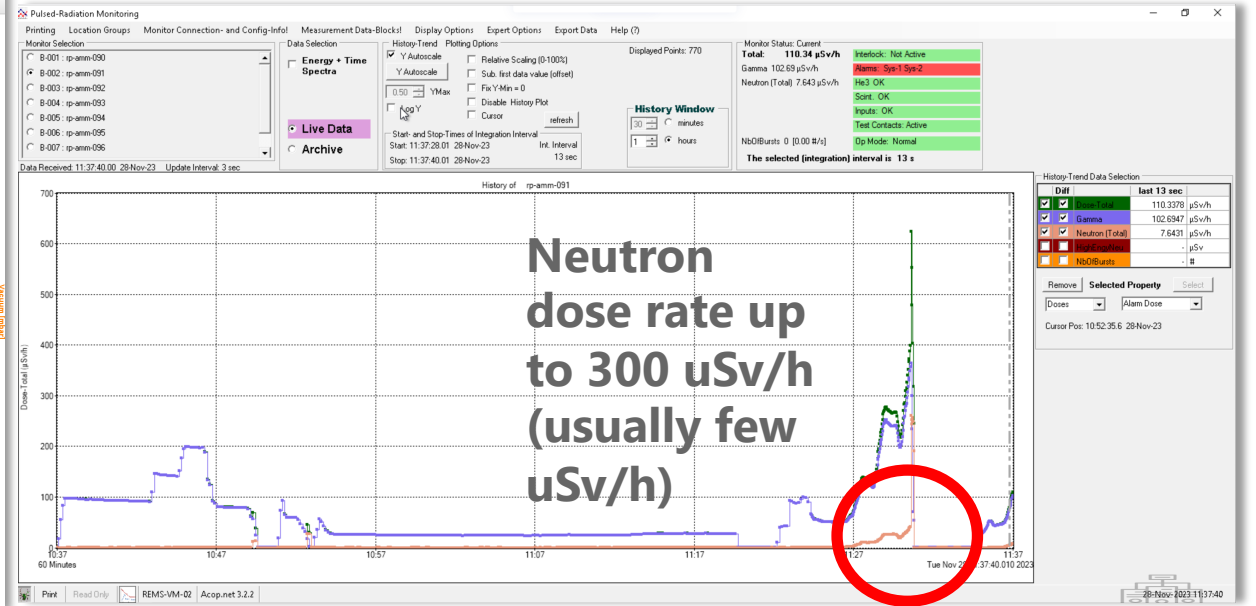 Pulsed-Radiation Monitoring
Printing Location Groups Monitor Connection- and Config-Info! Measurement Data-Blocks! Display Options Expert Options Export Data Help (?)
Monitor Selection
B-001 : rp-amm-090
B-002 : rp-amm-091
B-003 : rp-amm-092
B-004 : rp-amm-093
B-005 : rp-amm-094
B-006 : rp-amm-095
B-007 : rp-amm-096
Data Received: 11:37:40.00 28-Nov-23 Update Interval: 3 sec
Data Selection
Energy + Time
Spectra
Live Data
Archive
History-Trend Plotting Options
Y Autoscale
Y Autoscale
0.50 YMax
Log Y
Relative Scaling (0-100%)
Sub. first data value (offset)
Fix Y-Min = 0
Disable History Plot
Cursor
refresh
Start- and Stop-Times of Integration Interval
Start: 11:37:28.01 28-Nov-23 Int. Interval
Stop: 11:37:40.01 28-Nov-23 13 sec
Displayed Points: 770
History Window
30 minutes
1 hours
Monitor Status: Current
Total: 110.34 µSv/h
Gamma 102.69 µSv/h
Neutron (Total) 7.643 µSv/h
NbOfBursts 0 [0.00 #/s]
Interlock: Not Active
Alarms: Sys-1 Sys-2
He3 OK
Scint. OK
Inputs: OK
Test Contacts: Active
Op Mode: Normal
The selected (integration) interval is 13 s
History of rp-amm-091
Dose-Total (µSv/h)
700
600
500
400
300
200
100
0
10:37
10:47
10:57
11:07
11:17
11:27
11:37
60 Minutes
Neutron
dose rate up
to 300 uSv/h
(usually few
uSv/h)
History-Trend Data Selection
Diff last 13 sec
Dose-Total 110.3378 µSv/h
Gamma 102.6947 µSv/h
Neutron (Total) 7.6431 µSv/h
- µSv
NbOfBursts - #
Remove Selected Property Select
Doses Alarm Dose
Cursor Pos: 10:52:35.6 28-Nov-23
Vacuum [mbar]
Print Read Only REMS-VM-02 Acop.net 3.2.2
28-Nov-2023 11:37:40